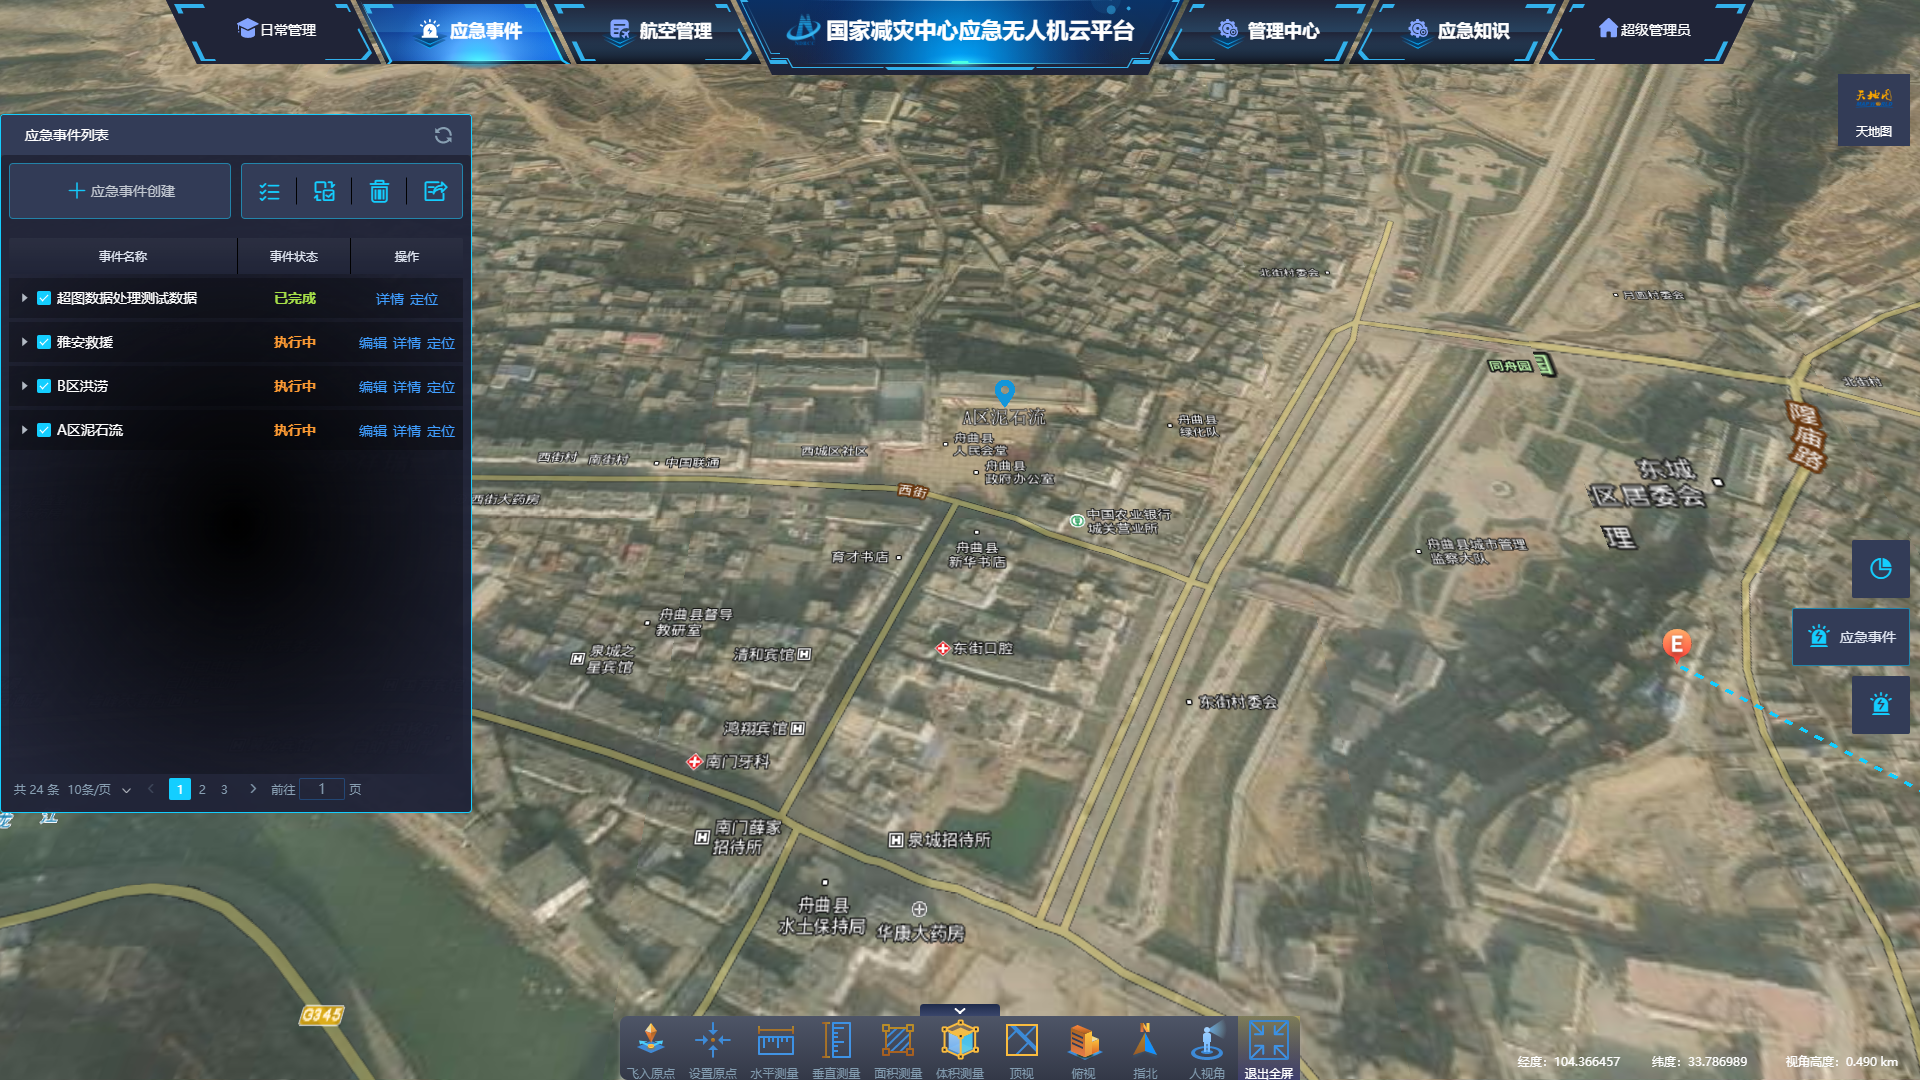 日常管理
应急事件
航空管理
国家减灾中心应急无人机云平台
管理中心
应急知识
超级管理员
天地图
天地图
应急事件列表
应急事件创建
事件名称 事件状态 操作
超图数据处理测试数据 已完成 详情 定位
雅安救援 执行中 编辑 详情 定位
B区洪涝 执行中 编辑 详情 定位
A区泥石流 执行中 编辑 详情 定位
共 24 条 10条/页 1 2 3 前往 1 页
北街村委会
同舟园
北街村
隍庙路
A区泥石流
舟曲县
人民会堂
舟曲县
政府办公室
舟曲县
绿化队
西街村
南街村
中国联通
西城区社区
西街大药房
西街
中国农业银行
城关营业所
东城
区居委会
理
舟曲县城市管理
监察大队
育才书店
舟曲县
新华书店
舟曲县督导
教研室
泉城之
星宾馆
清和宾馆
东街口腔
E
应急事件
东街村委会
鸿翔宾馆
南门牙科
南门薛家
招待所
泉城招待所
龙
江
舟曲县
水土保持局
华康大药房
G345
飞入原点
设置原点
水平测量
垂直测量
面积测量
体积测量
顶视
俯视
N
指北
人视角
退出全屏
经度：104.366457 纬度：33.786989 视角高度：0.490 km